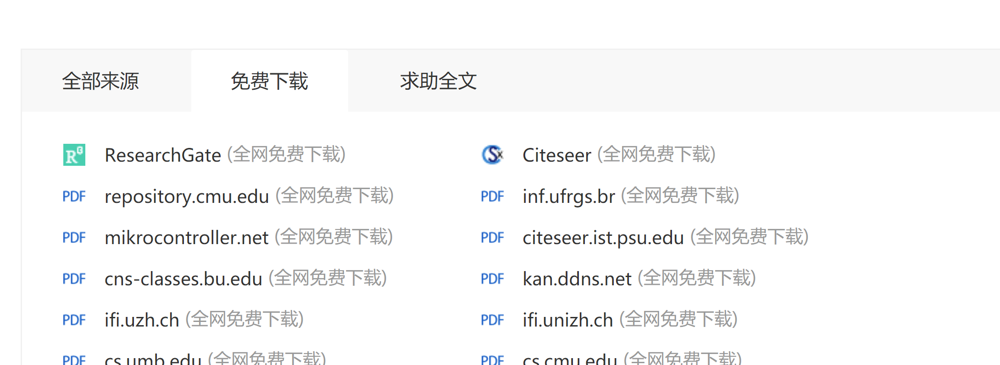 全部来源 免费下载 求助全文
ResearchGate (全网免费下载) Citeseer (全网免费下载)
PDF repository.cmu.edu (全网免费下载) PDF inf.ufrgs.br (全网免费下载)
PDF mikrocontroller.net (全网免费下载) PDF citeseer.ist.psu.edu (全网免费下载)
PDF cns-classes.bu.edu (全网免费下载) PDF kan.ddns.net (全网免费下载)
PDF ifi.uzh.ch (全网免费下载) PDF ifi.unizh.ch (全网免费下载)
PDF cs.umb.edu (全网免费下载) PDF cs.cmu.edu (全网免费下载)